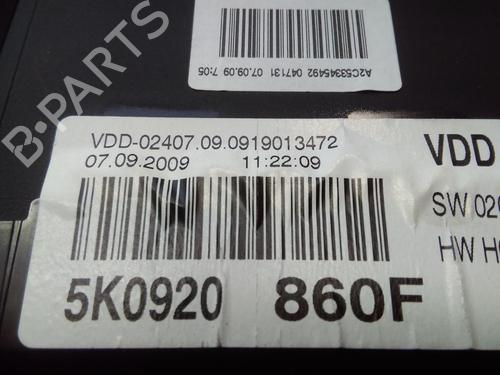 A2C53345492 047131 07.09.09 7:05
VDD-02407.09.0919013472
07.09.2009 11:22:09
5K0920 860F
VDD
SW 02
HW H
B-PARTS